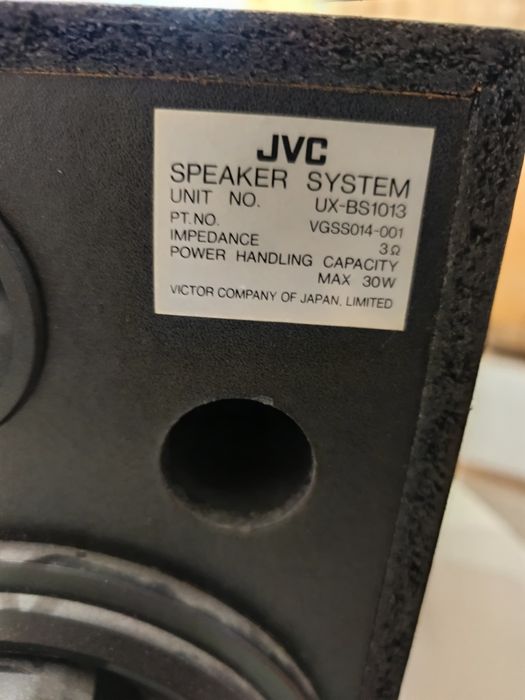 JVC
SPEAKER SYSTEM
UNIT NO. UX-BS1013
PT.NO. VGSS014-001
IMPEDANCE 3Ω
POWER HANDLING CAPACITY
MAX 30W
VICTOR COMPANY OF JAPAN, LIMITED